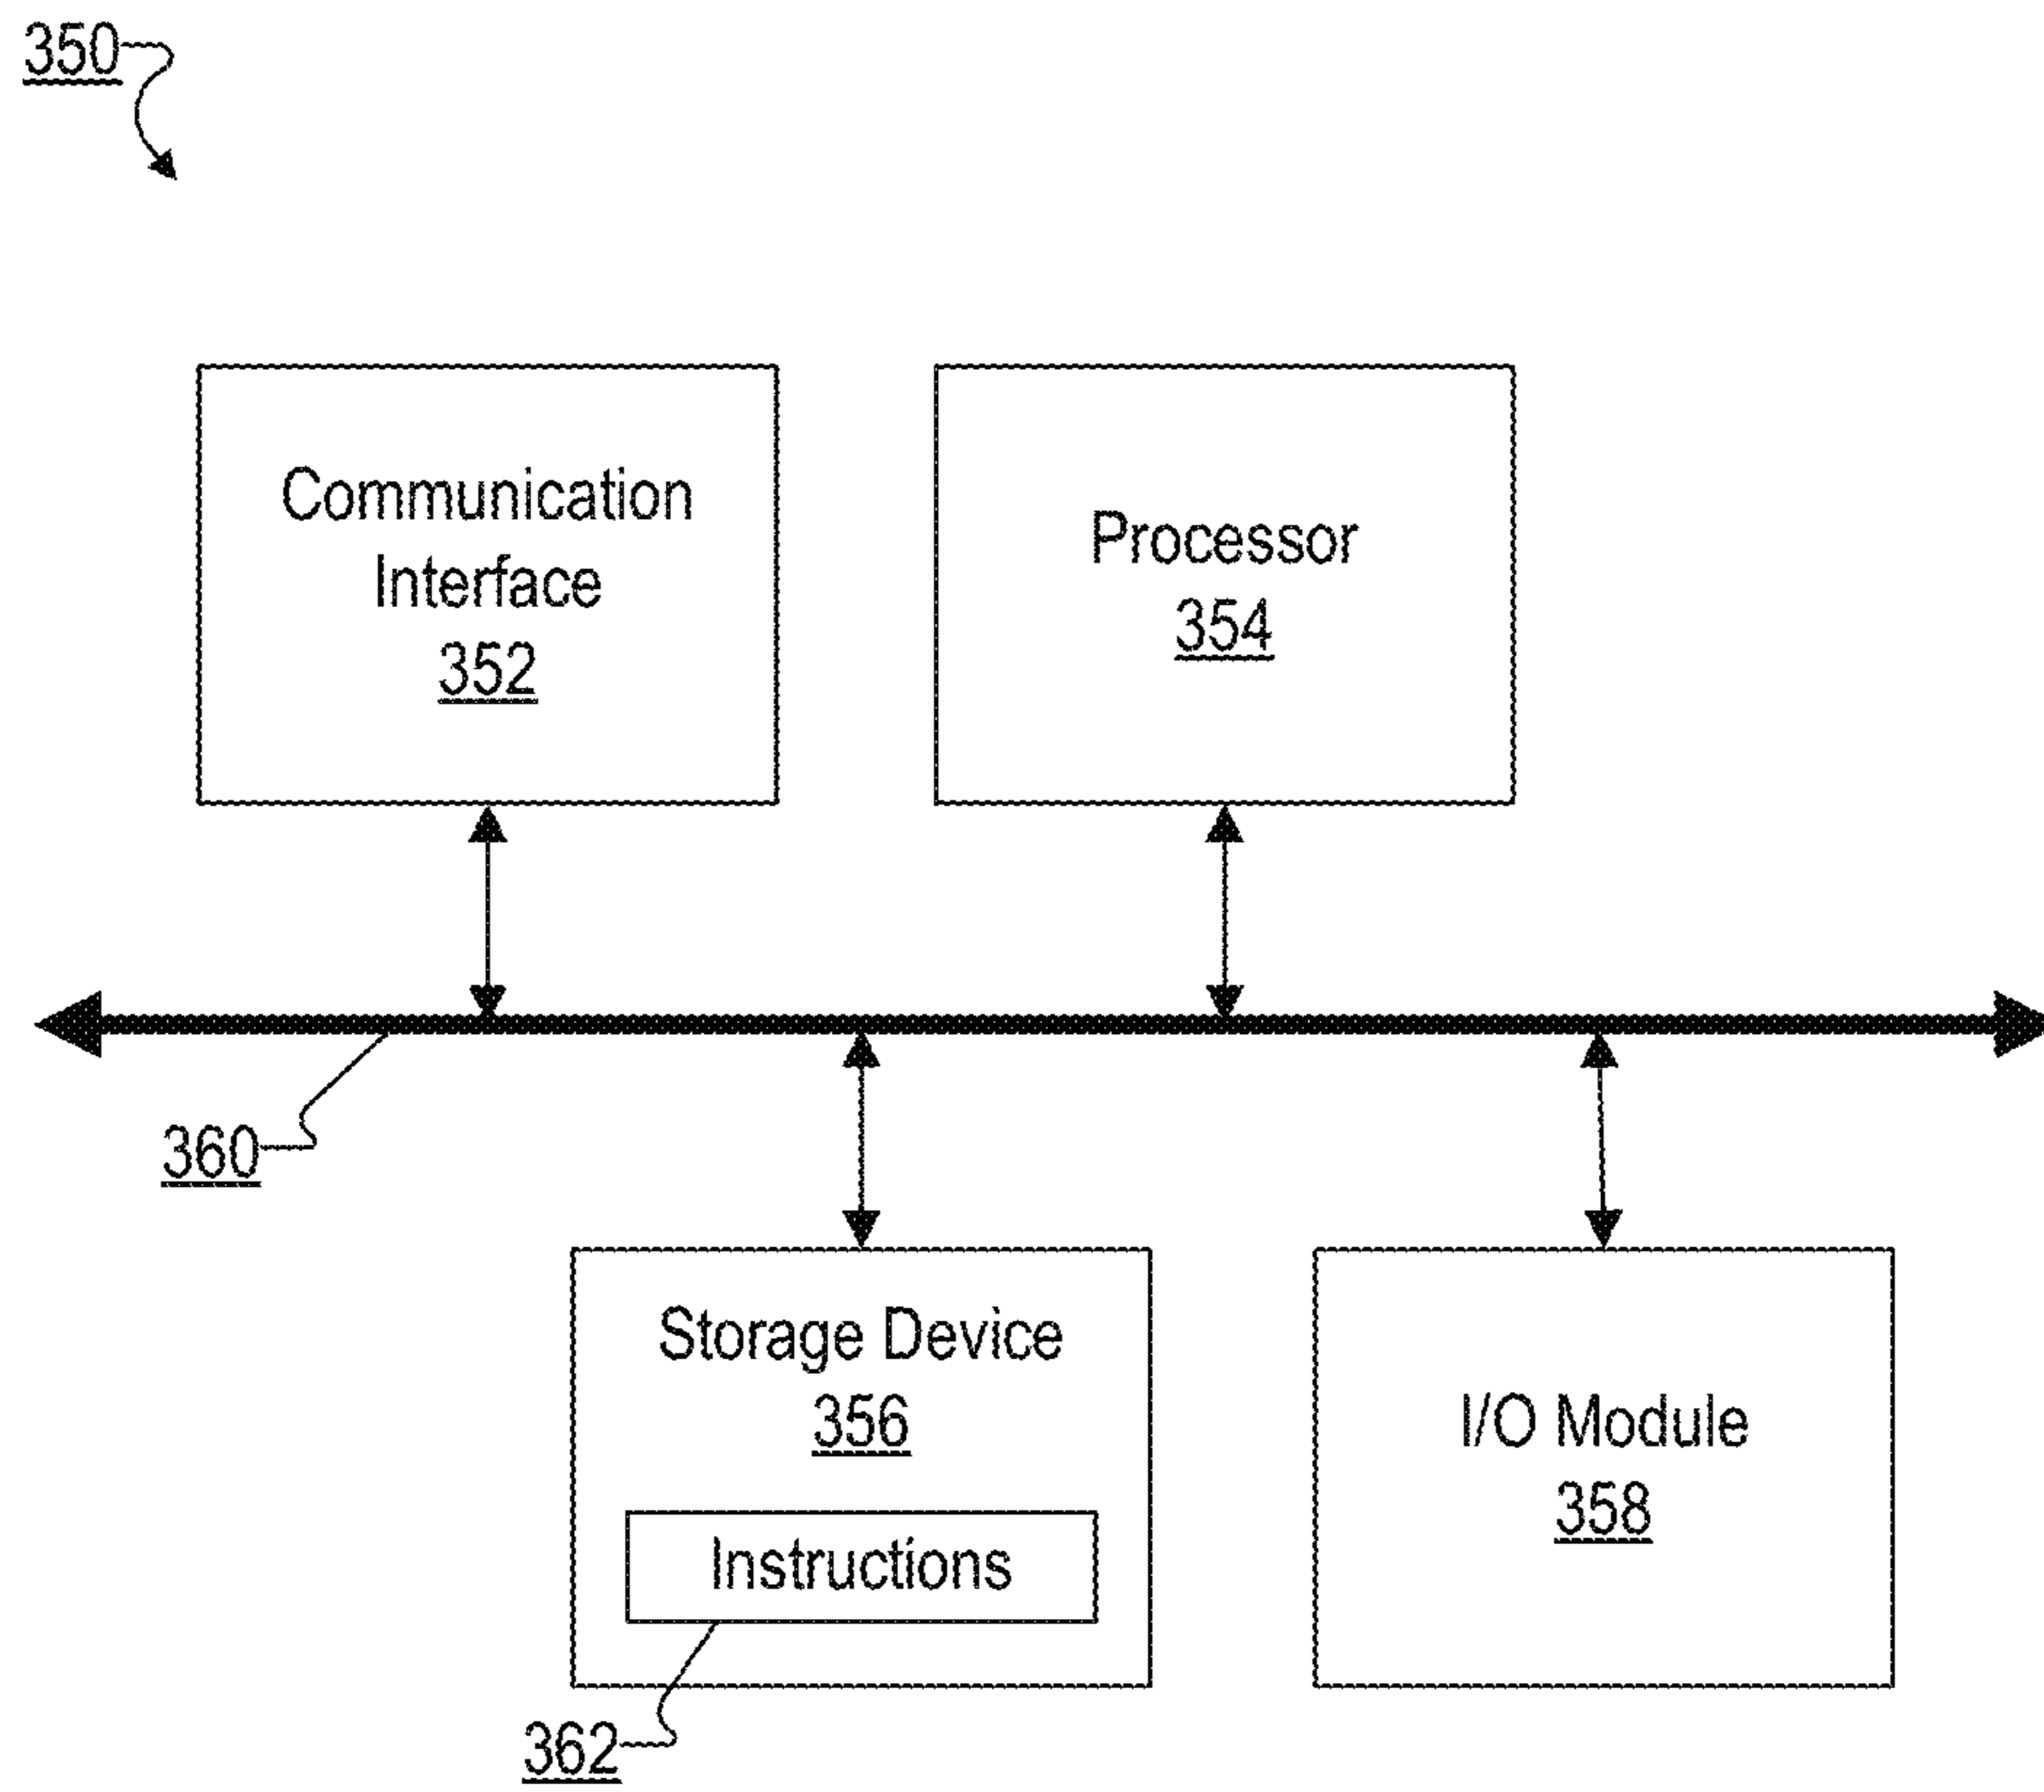 350
Communication
Interface
352
Processor
354
360
Storage Device
356
Instructions
362
I/O Module
358